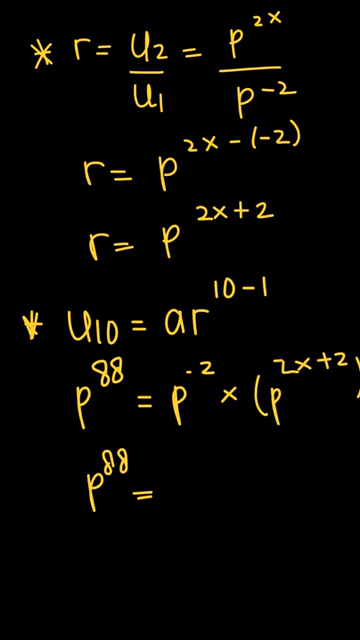 * r = u₂/u₁ = p^2x / p^-2
r = p^2x-(-2)
r = p^2x+2
* u₁₀ = ar^10-1
p^88 = p^-2 × (p^2x+2)
p^88 =